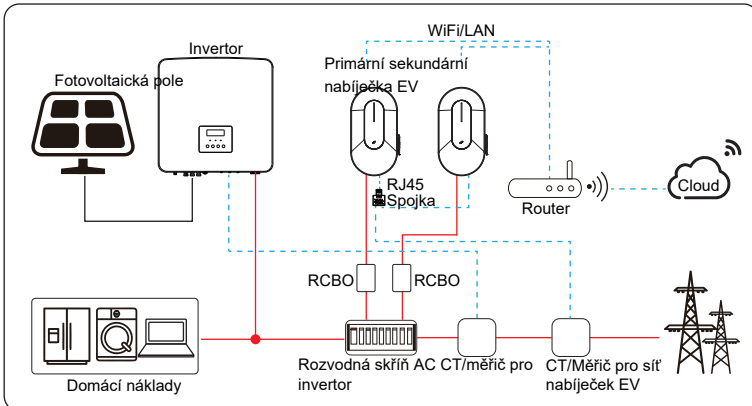 WiFi/LAN
Invertor
Primární sekundární
nabíječka EV
Fotovoltaická pole
RJ45
Spojka
Router
Cloud
RCBO
RCBO
Domácí náklady
Rozvodná skříň AC
invertor
CT/měřič pro
CT/Měřič pro síť
nabíječek EV